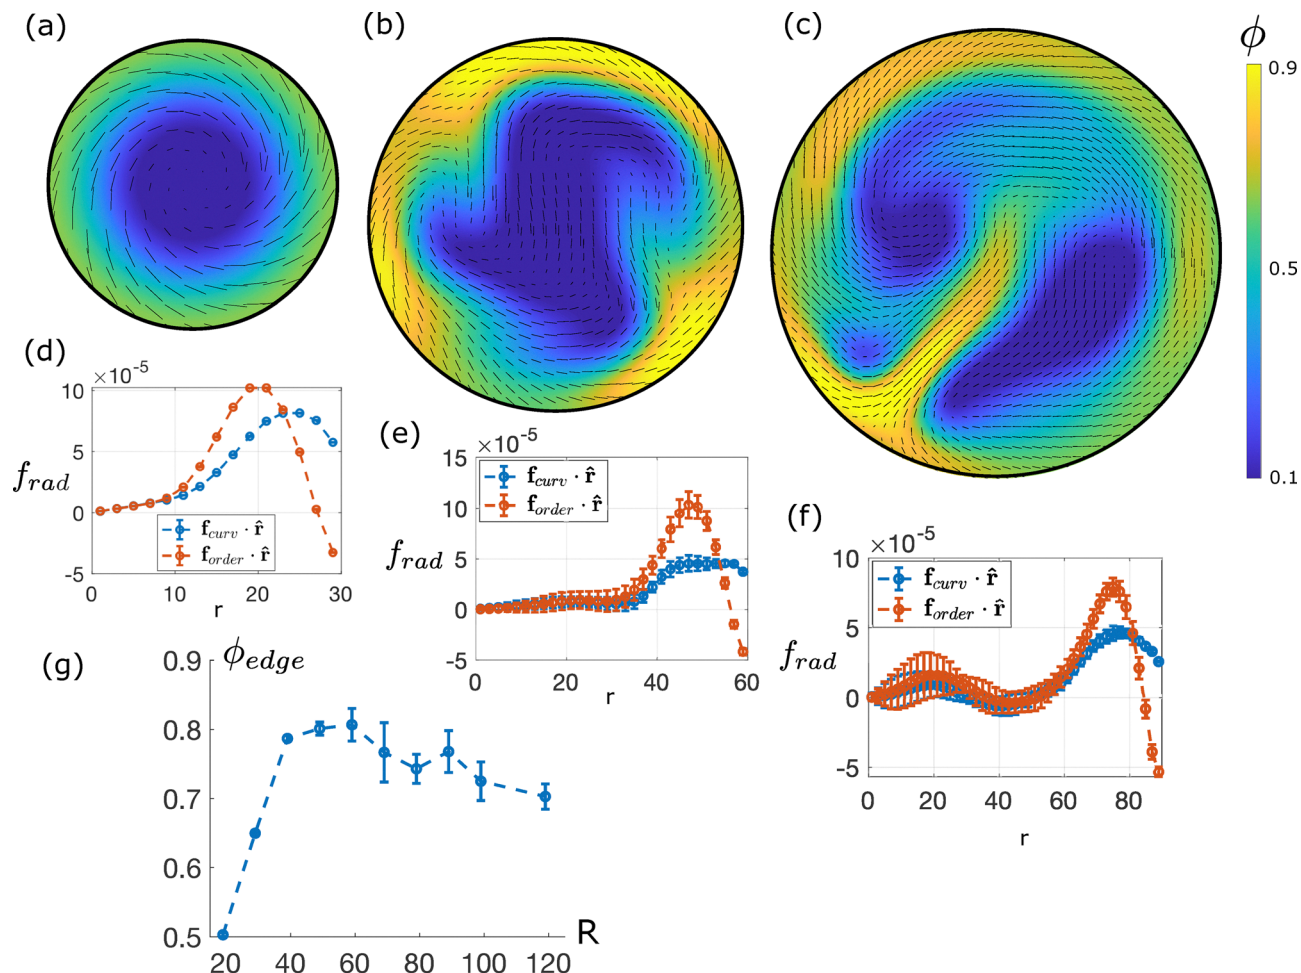 (a)
(b)
(c)
ϕ
0.9
0.5
0.1
(d)
×10⁻⁵
10
5
0
-5
f_rad
f_curv · r̂
f_order · r̂
0 10 20 30
r
(e)
×10⁻⁵
15
10
5
0
-5
f_rad
f_curv · r̂
f_order · r̂
0 20 40 60
r
(f)
×10⁻⁵
10
5
0
-5
f_rad
f_curv · r̂
f_order · r̂
0 20 40 60 80
r
(g)
ϕ_edge
0.9
0.8
0.7
0.6
0.5
20 40 60 80 100 120
R